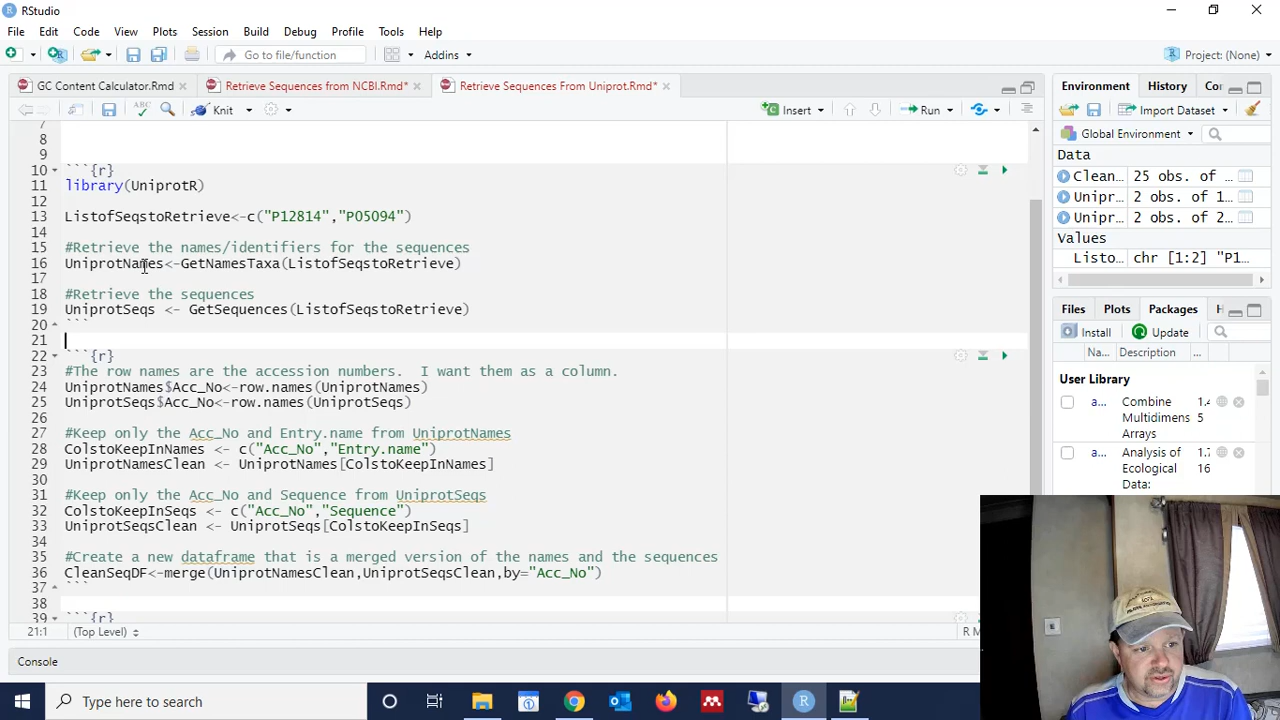 RStudio
File Edit Code View Plots Session Build Debug Profile Tools Help
Go to file/function Addins Project: (None)
GC Content Calculator.Rmd Retrieve Sequences from NCBI.Rmd* Retrieve Sequences From Uniprot.Rmd*
Knit Insert Run
7
8
9
10 ```{r}
11 library(UniprotR)
12
13 ListofSeqstoRetrieve<-c("P12814","P05094")
14
15 #Retrieve the names/identifiers for the sequences
16 UniprotNames<-GetNamesTaxa(ListofSeqstoRetrieve)
17
18 #Retrieve the sequences
19 UniprotSeqs <- GetSequences(ListofSeqstoRetrieve)
20 ```
21
22 ```{r}
23 #The row names are the accession numbers.  I want them as a column.
24 UniprotNames$Acc_No<-row.names(UniprotNames)
25 UniprotSeqs$Acc_No<-row.names(UniprotSeqs)
26
27 #Keep only the Acc_No and Entry.name from UniprotNames
28 ColstoKeepInNames <- c("Acc_No","Entry.name")
29 UniprotNamesClean <- UniprotNames[ColstoKeepInNames]
30
31 #Keep only the Acc_No and Sequence from UniprotSeqs
32 ColstoKeepInSeqs <- c("Acc_No","Sequence")
33 UniprotSeqsClean <- UniprotSeqs[ColstoKeepInSeqs]
34
35 #Create a new dataframe that is a merged version of the names and the sequences
36 CleanSeqDF<-merge(UniprotNamesClean,UniprotSeqsClean,by="Acc_No")
37 ```
38
39 ```{r}
21:1 (Top Level) R M
Console
Environment History Cor
Import Dataset
Global Environment
Data
Clean… 25 obs. of …
Unipr… 2 obs. of 1…
Unipr… 2 obs. of 2…
Values
Listo… chr [1:2] "P1…
Files Plots Packages H
Install Update
Na… Description …
User Library
a… Combine Multidimens Arrays 1.4 5
a… Analysis of Ecological Data: 1.7 16
Type here to search